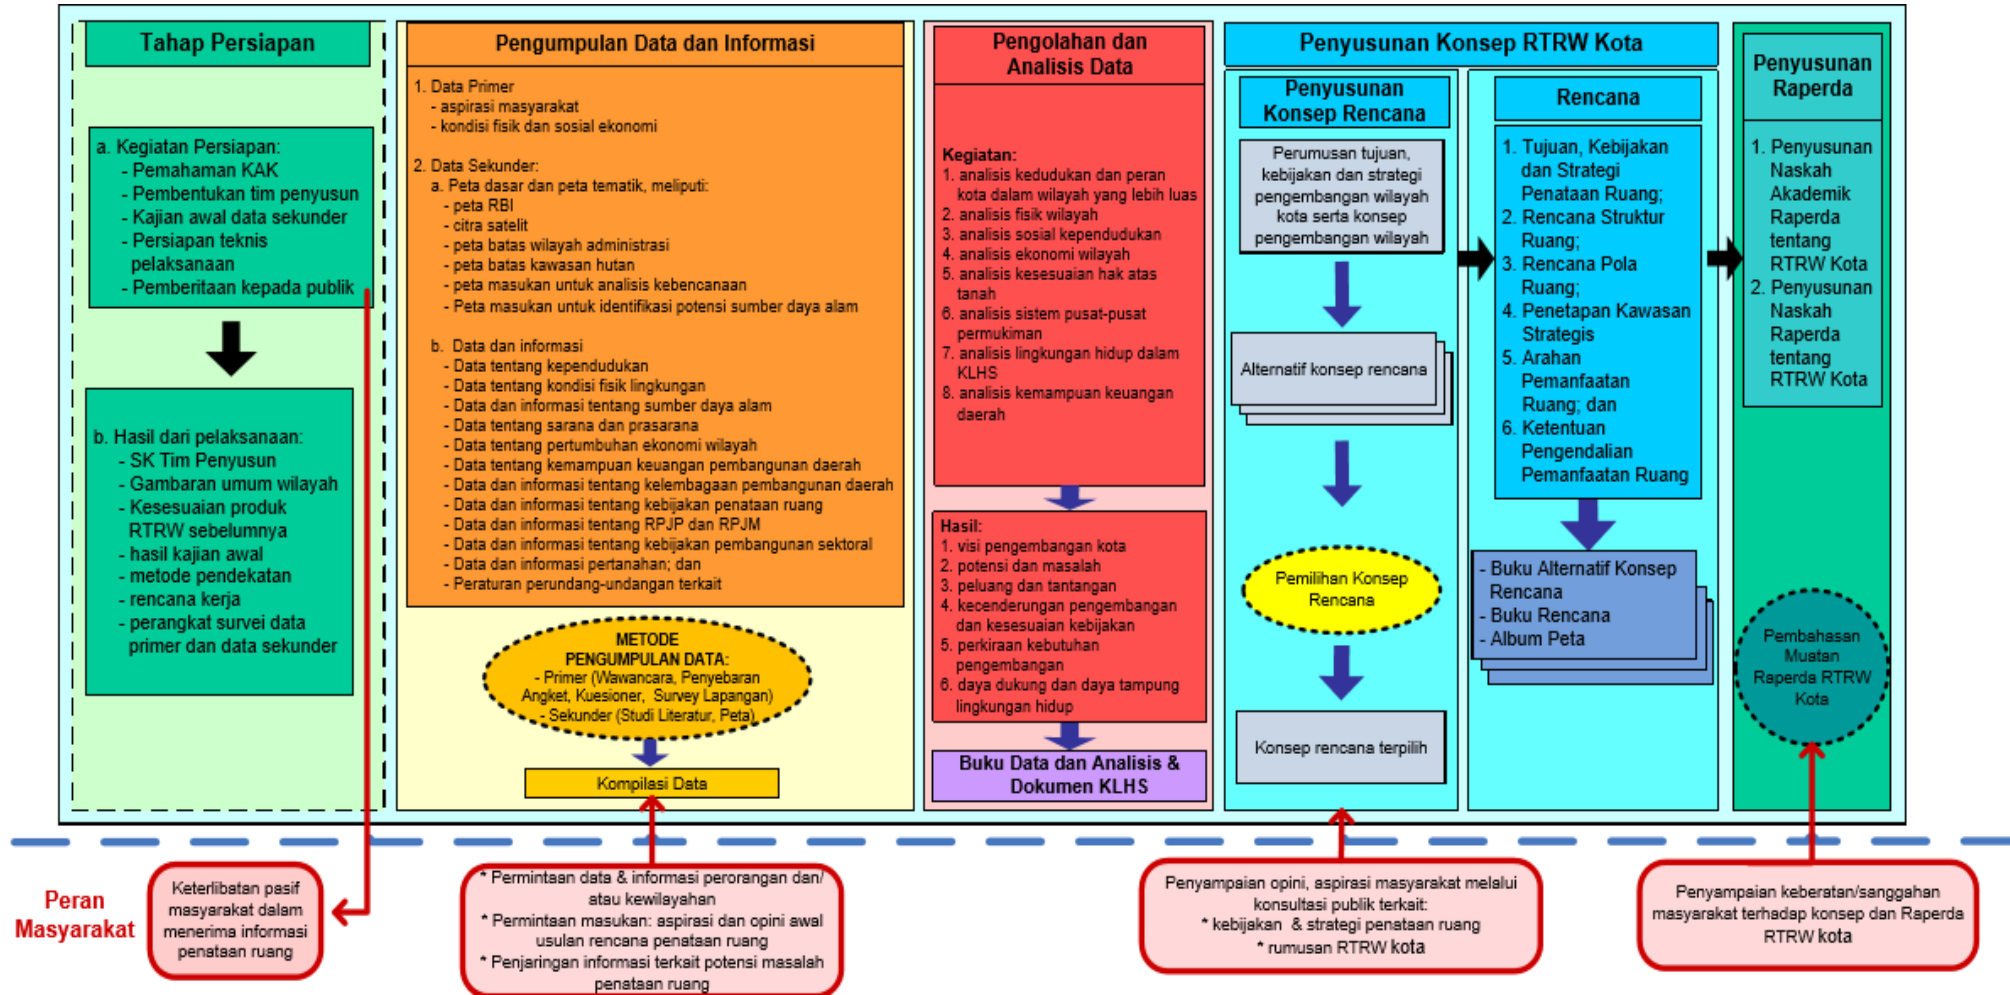 Tahap Persiapan
a. Kegiatan Persiapan:
- Pemahaman KAK
- Pembentukan tim penyusun
- Kajian awal data sekunder
- Persiapan teknis
pelaksanaan
- Pemberitaan kepada publik
b. Hasil dari pelaksanaan:
- SK Tim Penyusun
- Gambaran umum wilayah
- Kesesuaian produk
RTRW sebelumnya
- hasil kajian awal
- metode pendekatan
- rencana kerja
- perangkat survei data
primer dan data sekunder
Pengumpulan Data dan Informasi
1. Data Primer
- aspirasi masyarakat
- kondisi fisik dan sosial ekonomi
2. Data Sekunder:
a. Peta dasar dan peta tematik, meliputi:
- peta RBI
- citra satelit
- peta batas wilayah administrasi
- peta batas kawasan hutan
- peta masukan untuk analisis kebencanaan
- Peta masukan untuk identifikasi potensi sumber daya alam
b. Data dan informasi
- Data tentang kependudukan
- Data tentang kondisi fisik lingkungan
- Data dan informasi tentang sumber daya alam
- Data tentang sarana dan prasarana
- Data tentang pertumbuhan ekonomi wilayah
- Data tentang kemampuan keuangan pembangunan daerah
- Data dan informasi tentang kelembagaan pembangunan daerah
- Data dan informasi tentang kebijakan penataan ruang
- Data dan informasi tentang RPJP dan RPJM
- Data dan informasi tentang kebijakan pembangunan sektoral
- Data dan informasi pertanahan; dan
- Peraturan perundang-undangan terkait
METODE
PENGUMPULAN DATA:
- Primer (Wawancara, Penyebaran
Angket, Kuesioner, Survey Lapangan)
- Sekunder (Studi Literatur, Peta)
Kompilasi Data
Pengolahan dan
Analisis Data
Kegiatan:
1. analisis kedudukan dan peran
kota dalam wilayah yang lebih luas
2. analisis fisik wilayah
3. analisis sosial kependudukan
4. analisis ekonomi wilayah
5. analisis kesesuaian hak atas
tanah
6. analisis sistem pusat-pusat
permukiman
7. analisis lingkungan hidup dalam
KLHS
8. analisis kemampuan keuangan
daerah
Hasil:
1. visi pengembangan kota
2. potensi dan masalah
3. peluang dan tantangan
4. kecenderungan pengembangan
dan kesesuaian kebijakan
5. perkiraan kebutuhan
pengembangan
6. daya dukung dan daya tampung
lingkungan hidup
Buku Data dan Analisis &
Dokumen KLHS
Penyusunan Konsep RTRW Kota
Penyusunan
Konsep Rencana
Perumusan tujuan,
kebijakan dan strategi
pengembangan wilayah
kota serta konsep
pengembangan wilayah
Alternatif konsep rencana
Pemilihan Konsep
Rencana
Konsep rencana terpilih
Rencana
1. Tujuan, Kebijakan
dan Strategi
Penataan Ruang;
2. Rencana Struktur
Ruang;
3. Rencana Pola
Ruang;
4. Penetapan Kawasan
Strategis
5. Arahan
Pemanfaatan
Ruang; dan
6. Ketentuan
Pengendalian
Pemanfaatan Ruang
- Buku Alternatif Konsep
Rencana
- Buku Rencana
- Album Peta
Penyusunan
Raperda
1. Penyusunan
Naskah
Akademik
Raperda
tentang
RTRW Kota
2. Penyusunan
Naskah
Raperda
tentang
RTRW Kota
Pembahasan
Muatan
Raperda RTRW
Kota
Peran
Masyarakat
Keterlibatan pasif
masyarakat dalam
menerima informasi
penataan ruang
* Permintaan data & informasi perorangan dan/
atau kewilayahan
* Permintaan masukan: aspirasi dan opini awal
usulan rencana penataan ruang
* Penjaringan informasi terkait potensi masalah
penataan ruang
Penyampaian opini, aspirasi masyarakat melalui
konsultasi publik terkait:
* kebijakan & strategi penataan ruang
* rumusan RTRW kota
Penyampaian keberatan/sanggahan
masyarakat terhadap konsep dan Raperda
RTRW kota